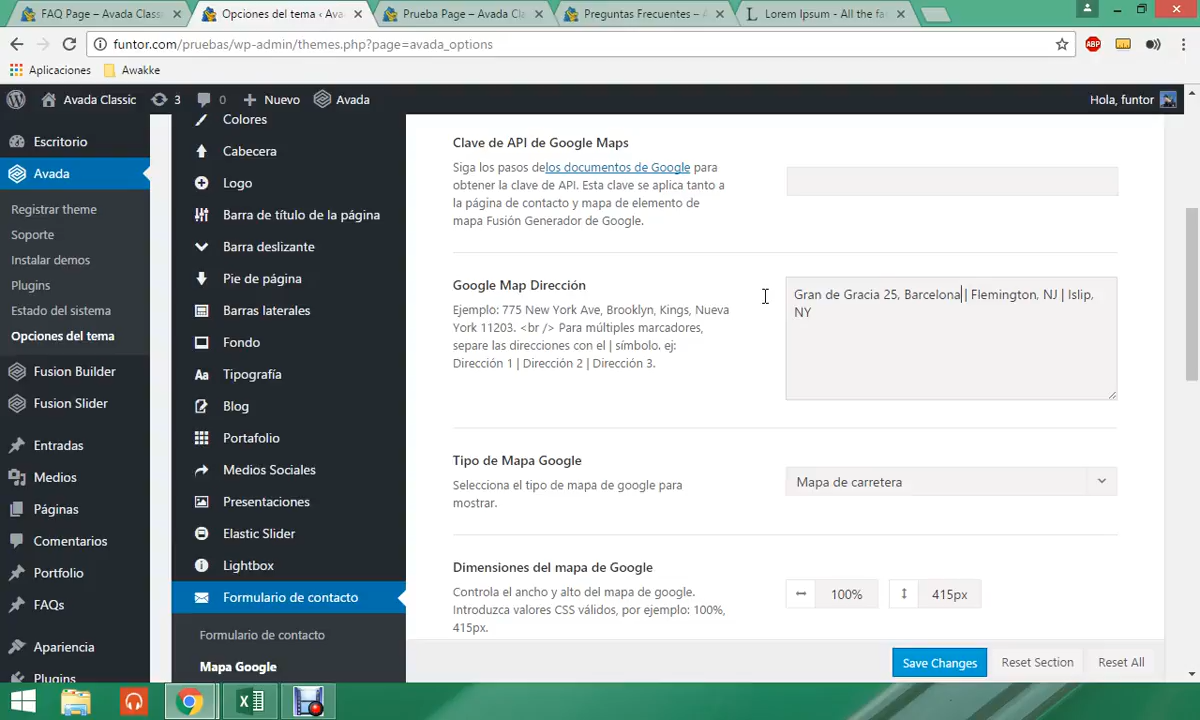 FAQ Page – Avada Clas
Opciones del tema ‹ Ava
Prueba Page – Avada Cla
Preguntas Frecuentes –
Lorem Ipsum - All the fa
funtor.com/pruebas/wp-admin/themes.php?page=avada_options
ABP
Aplicaciones
Awakke
Avada Classic
3
0
Nuevo
Avada
Hola, funtor
Escritorio
Avada
Registrar theme
Soporte
Instalar demos
Plugins
Estado del sistema
Opciones del tema
Fusion Builder
Fusion Slider
Entradas
Medios
Páginas
Comentarios
Portfolio
FAQs
Apariencia
Plugins
Colores
Cabecera
Logo
Barra de título de la página
Barra deslizante
Pie de página
Barras laterales
Fondo
Aa Tipografía
Blog
Portafolio
Medios Sociales
Presentaciones
Elastic Slider
Lightbox
Formulario de contacto
Formulario de contacto
Mapa Google
Clave de API de Google Maps
Siga los pasos delos documentos de Google para
obtener la clave de API. Esta clave se aplica tanto a
la página de contacto y mapa de elemento de
mapa Fusión Generador de Google.
Google Map Dirección
Ejemplo: 775 New York Ave, Brooklyn, Kings, Nueva
York 11203. <br /> Para múltiples marcadores,
separe las direcciones con el | símbolo. ej:
Dirección 1 | Dirección 2 | Dirección 3.
Gran de Gracia 25, Barcelona | Flemington, NJ | Islip,
NY
Tipo de Mapa Google
Selecciona el tipo de mapa de google para
mostrar.
Mapa de carretera
Dimensiones del mapa de Google
Controla el ancho y alto del mapa de google.
Introduzca valores CSS válidos, por ejemplo: 100%,
415px.
100%
415px
Save Changes
Reset Section
Reset All